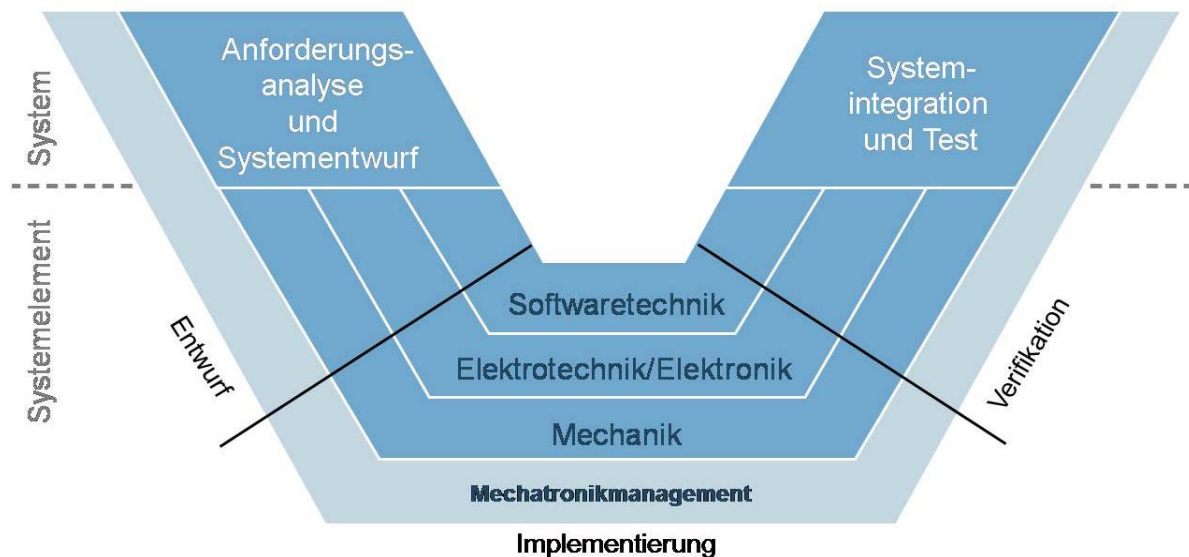 Anforderungs-
analyse
und
Systementwurf
System-
integration
und Test
System
Systemelement
Entwurf
Verifikation
Softwaretechnik
Elektrotechnik/Elektronik
Mechanik
Mechatronikmanagement
Implementierung